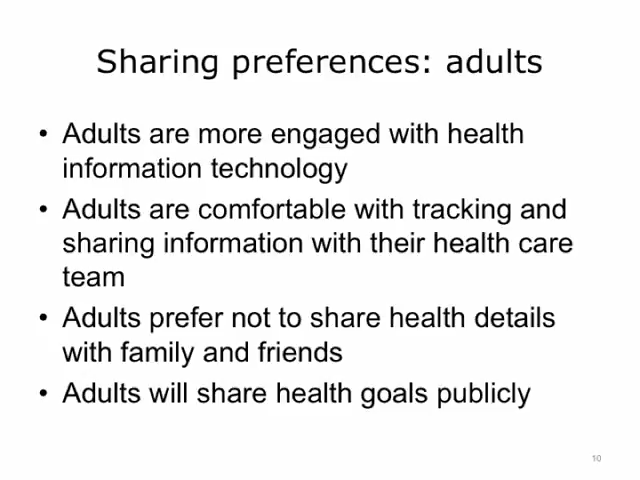 Sharing preferences: adults
• Adults are more engaged with health
information technology
• Adults are comfortable with tracking and
sharing information with their health care
team
• Adults prefer not to share health details
with family and friends
• Adults will share health goals publicly
10